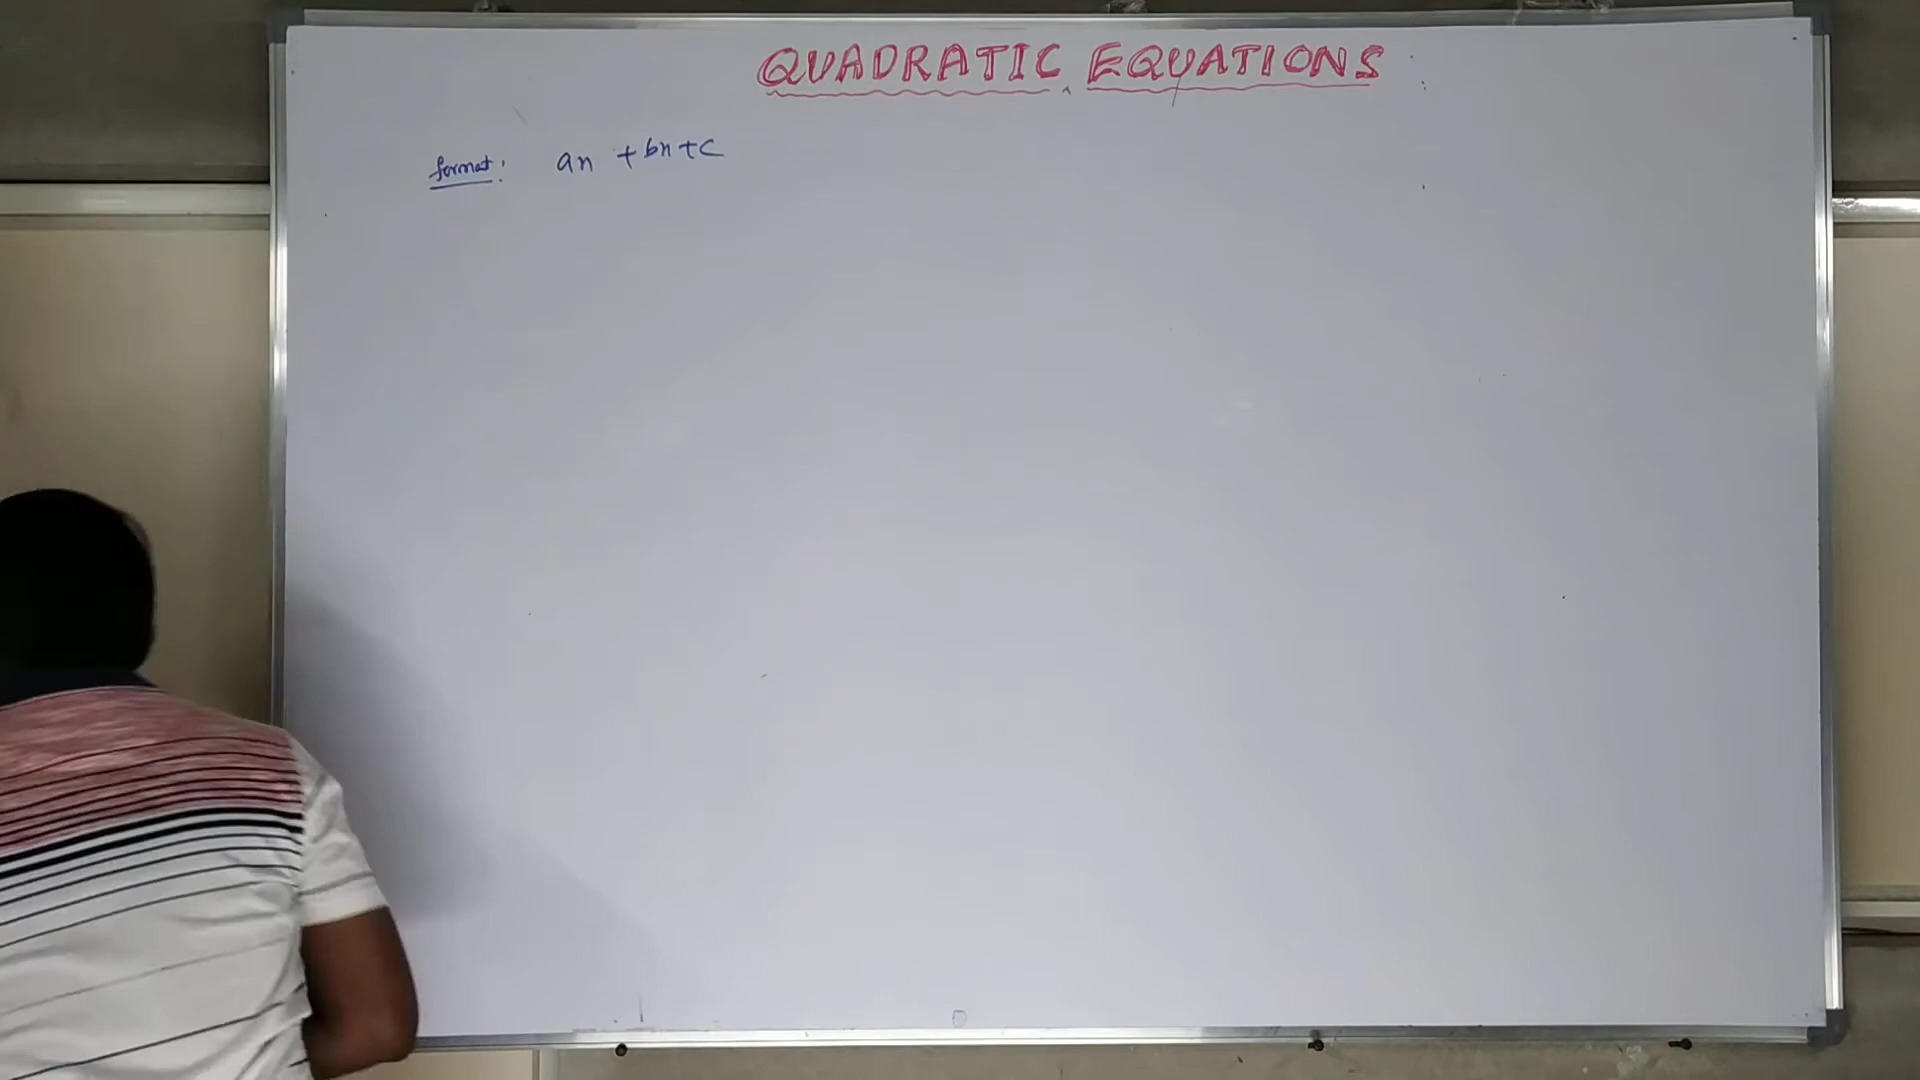 QUADRATIC EQUATIONS
format: an + bn + c